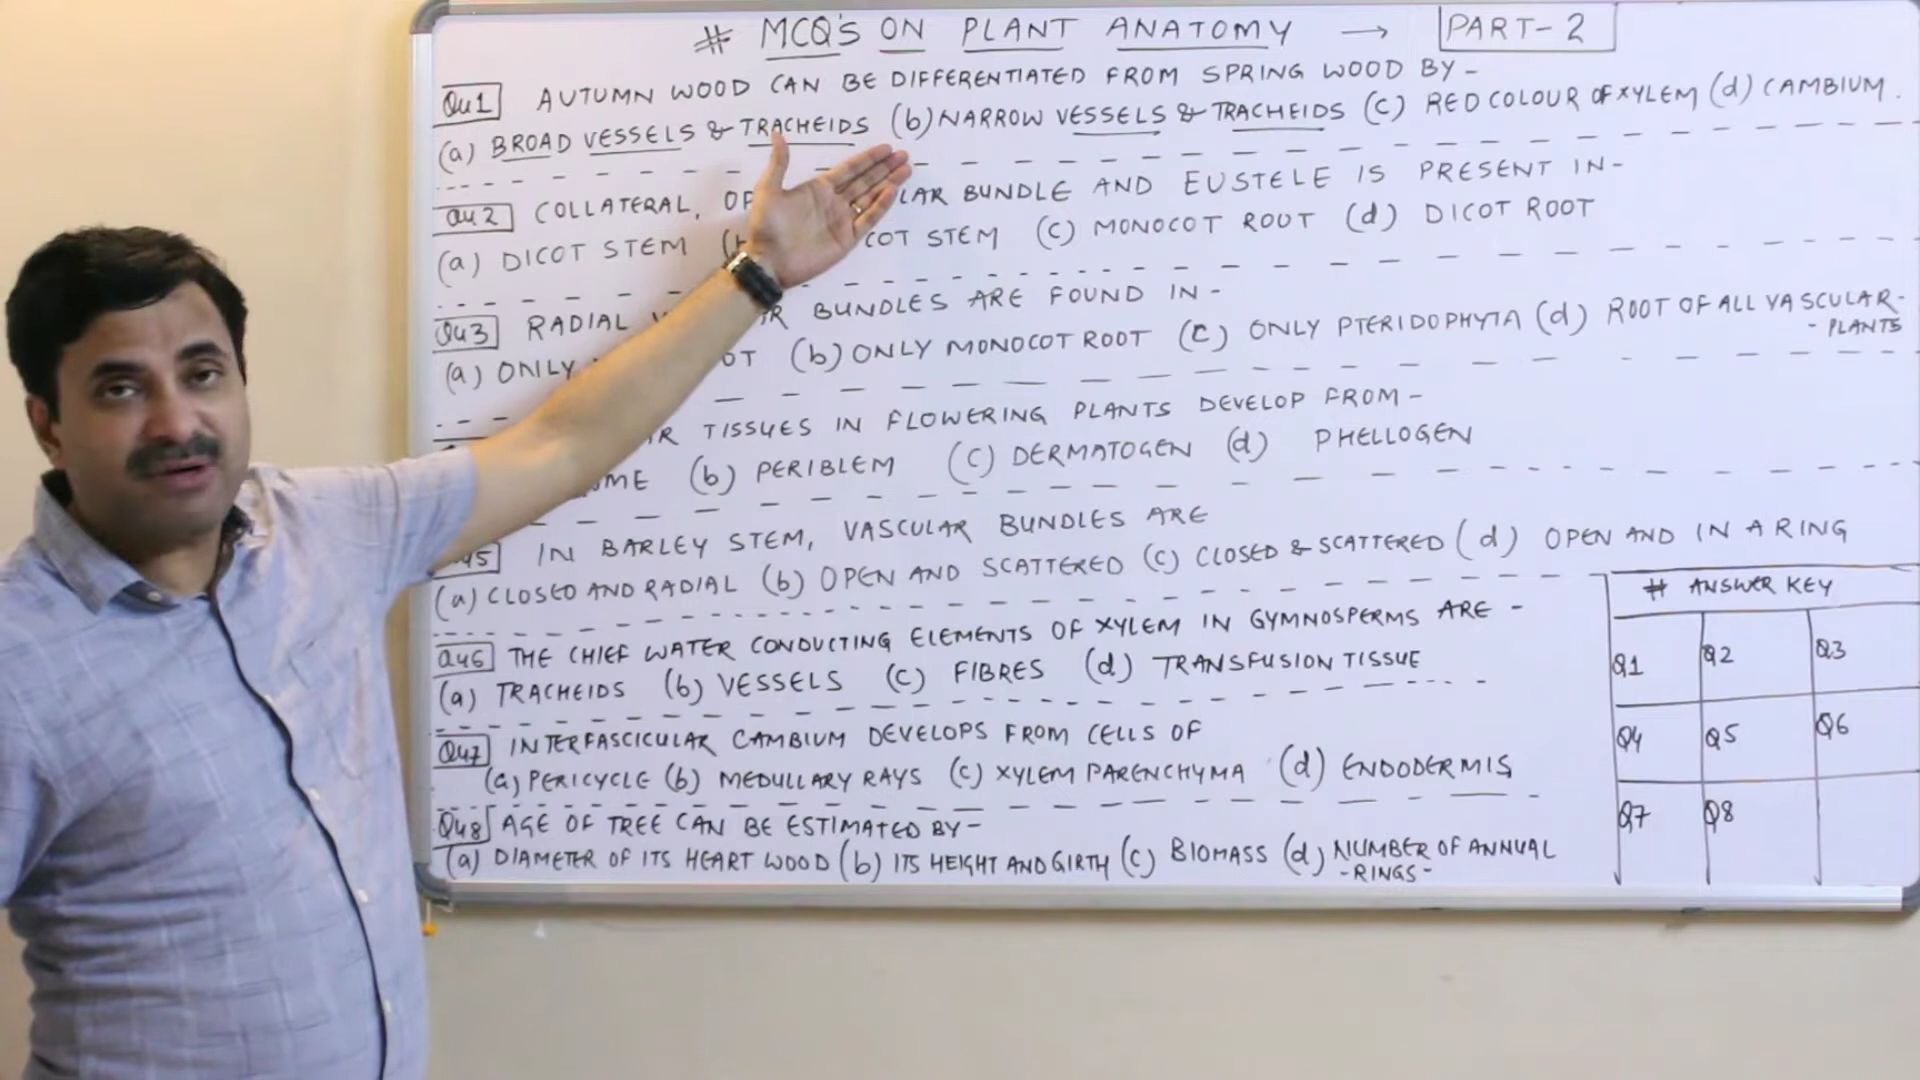 # MCQ'S ON PLANT ANATOMY → PART-2
Qu1 AUTUMN WOOD CAN BE DIFFERENTIATED FROM SPRING WOOD BY -
(a) BROAD VESSELS & TRACHEIDS (b) NARROW VESSELS & TRACHEIDS (c) RED COLOUR OF XYLEM (d) CAMBIUM.
Qu2 COLLATERAL, OP LAR BUNDLE AND EUSTELE IS PRESENT IN -
(a) DICOT STEM COT STEM (c) MONOCOT ROOT (d) DICOT ROOT
Qu3 RADIAL BUNDLES ARE FOUND IN -
(a) ONLY OT (b) ONLY MONOCOT ROOT (c) ONLY PTERIDOPHYTA (d) ROOT OF ALL VASCULAR-
- PLANTS
TISSUES IN FLOWERING PLANTS DEVELOP FROM -
OME (b) PERIBLEM (c) DERMATOGEN (d) PHELLOGEN
u5 IN BARLEY STEM, VASCULAR BUNDLES ARE
(a) CLOSED AND RADIAL (b) OPEN AND SCATTERED (c) CLOSED & SCATTERED (d) OPEN AND IN A RING
Qu6 THE CHIEF WATER CONDUCTING ELEMENTS OF XYLEM IN GYMNOSPERMS ARE -
(a) TRACHEIDS (b) VESSELS (c) FIBRES (d) TRANSFUSION TISSUE
Qu7 INTERFASCICULAR CAMBIUM DEVELOPS FROM CELLS OF
(a) PERICYCLE (b) MEDULLARY RAYS (c) XYLEM PARENCHYMA (d) ENDODERMIS
Qu8 AGE OF TREE CAN BE ESTIMATED BY -
(a) DIAMETER OF ITS HEART WOOD (b) ITS HEIGHT AND GIRTH (c) BIOMASS (d) NUMBER OF ANNUAL
- RINGS -
# ANSWER KEY
Q1 Q2 Q3
Q4 Q5 Q6
Q7 Q8